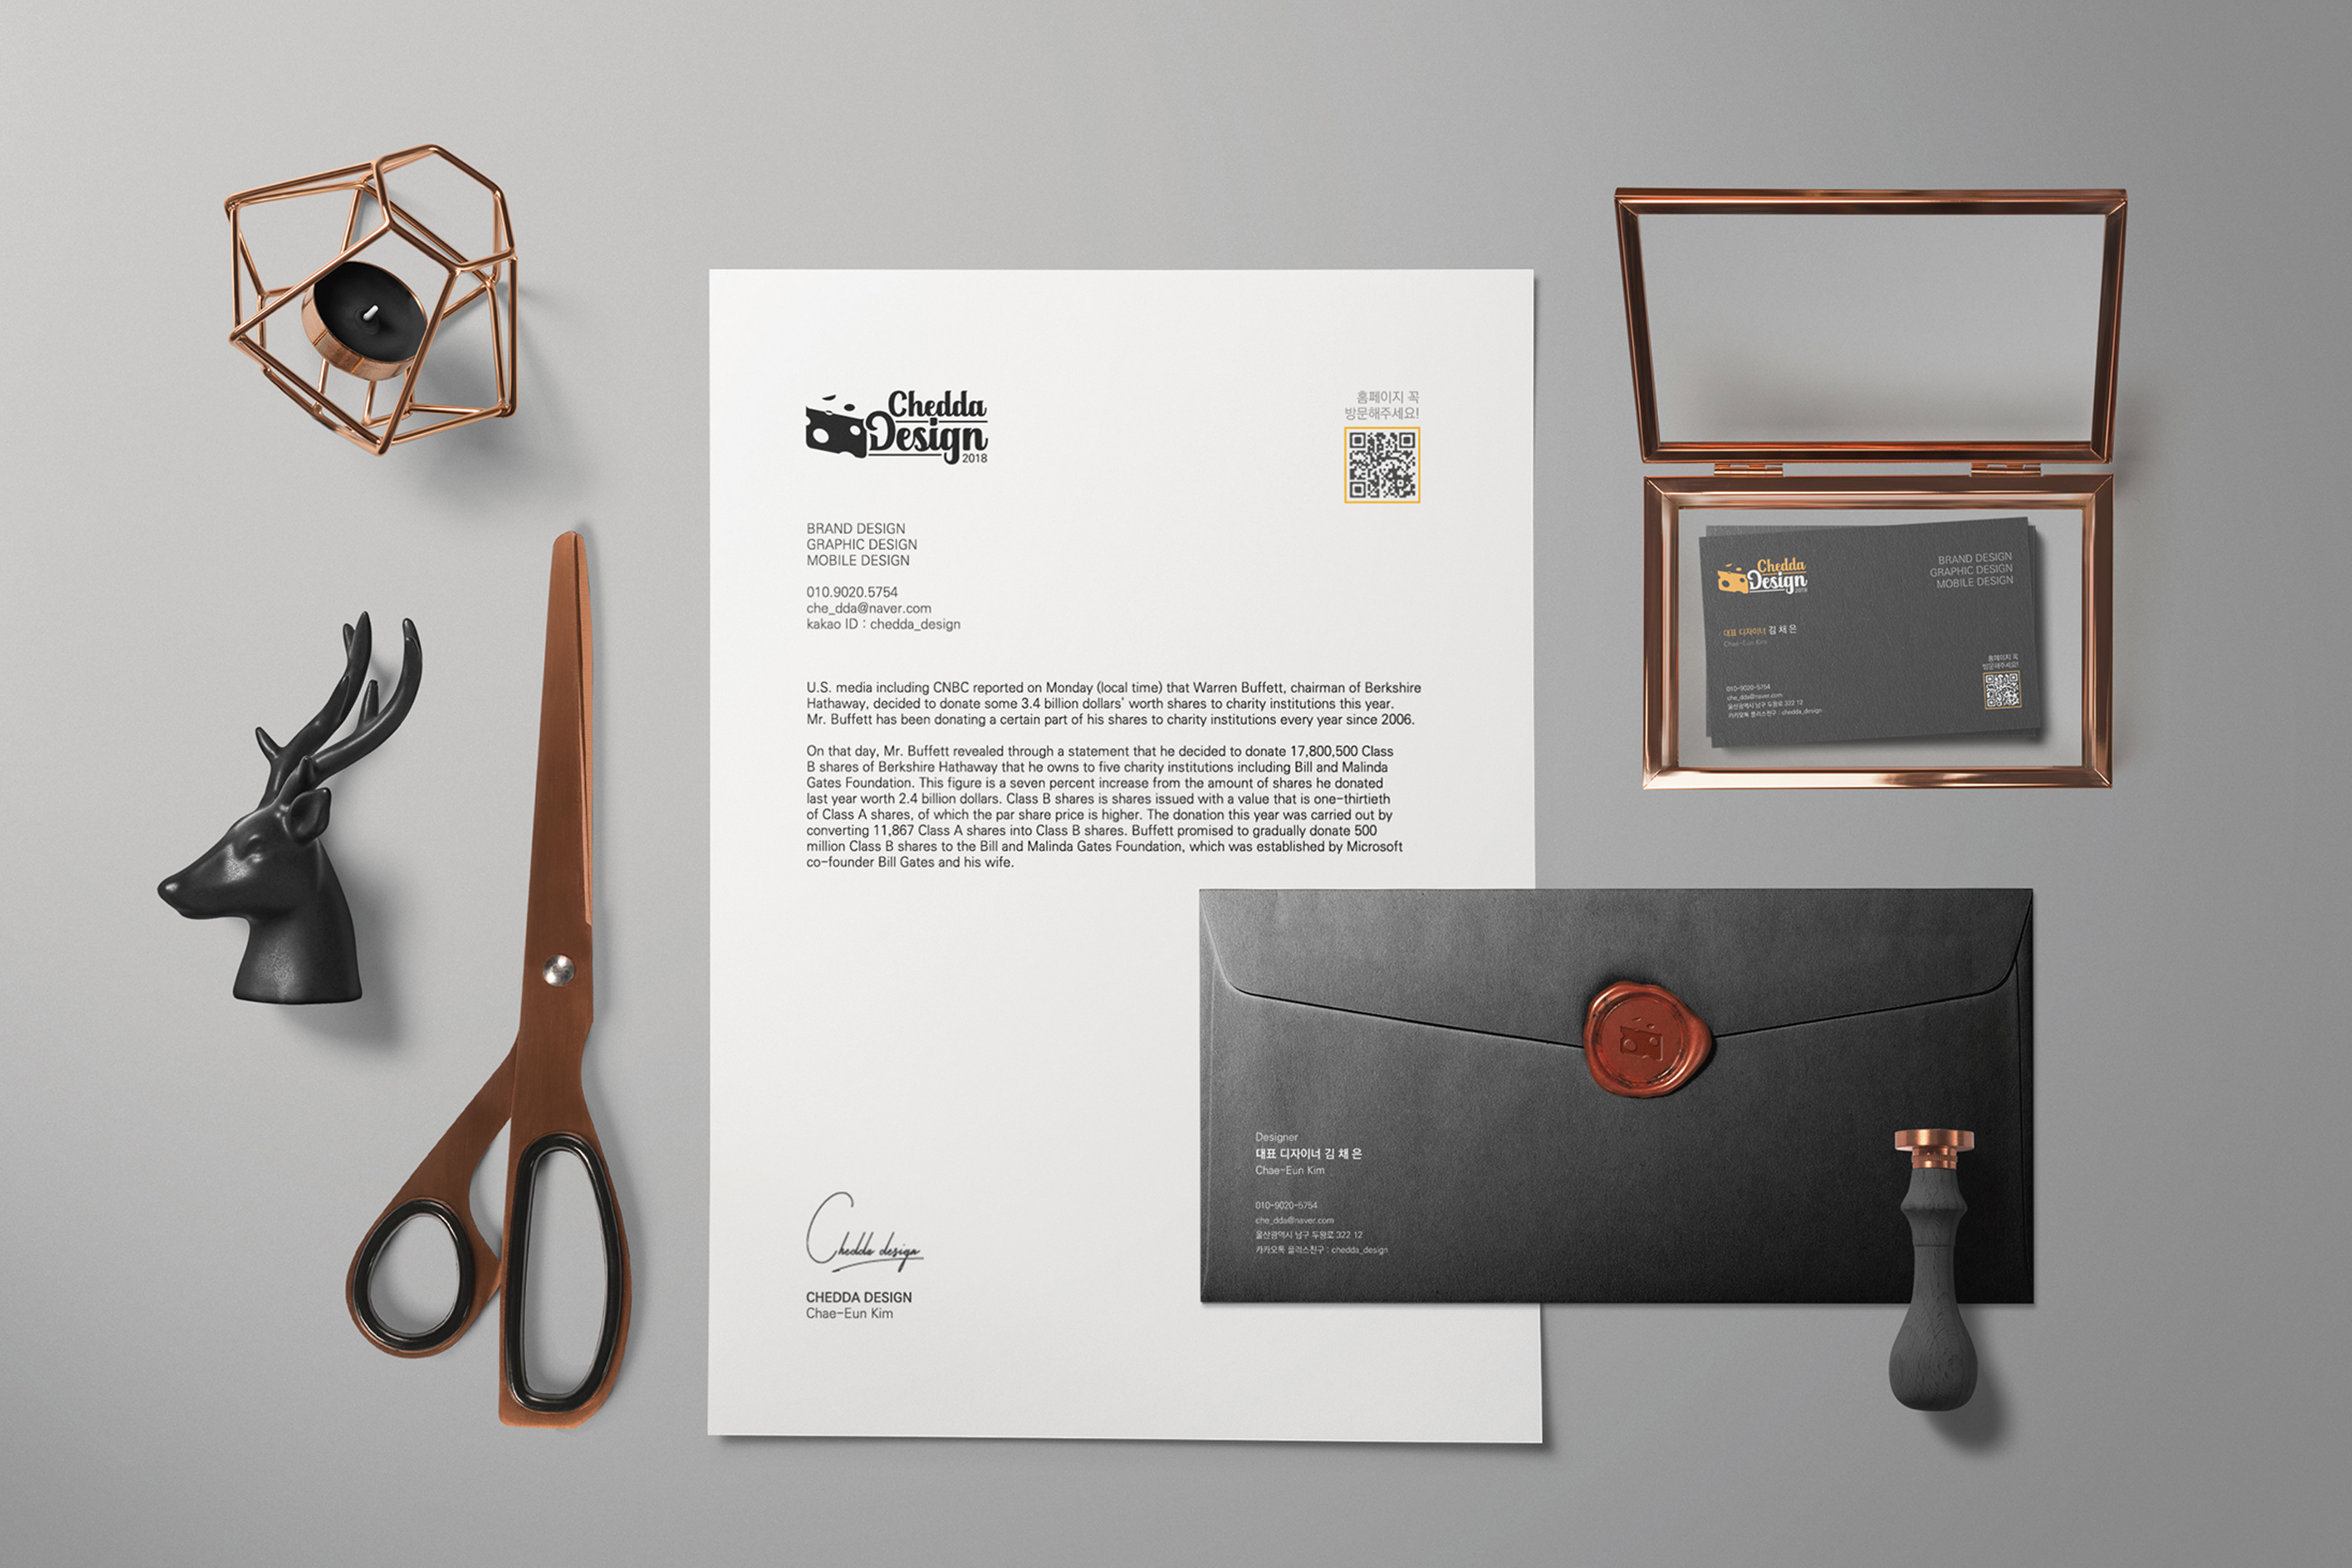 Chedda
Design
2018
홈페이지 꼭
방문해주세요!
BRAND DESIGN
GRAPHIC DESIGN
MOBILE DESIGN
010.9020.5754
che_dda@naver.com
kakao ID : chedda_design
U.S. media including CNBC reported on Monday (local time) that Warren Buffett, chairman of Berkshire
Hathaway, decided to donate some 3.4 billion dollars' worth shares to charity institutions this year.
Mr. Buffett has been donating a certain part of his shares to charity institutions every year since 2006.
On that day, Mr. Buffett revealed through a statement that he decided to donate 17,800,500 Class
B shares of Berkshire Hathaway that he owns to five charity institutions including Bill and Malinda
Gates Foundation. This figure is a seven percent increase from the amount of shares he donated
last year worth 2.4 billion dollars. Class B shares is shares issued with a value that is one-thirtieth
of Class A shares, of which the par share price is higher. The donation this year was carried out by
converting 11,867 Class A shares into Class B shares. Buffett promised to gradually donate 500
million Class B shares to the Bill and Malinda Gates Foundation, which was established by Microsoft
co-founder Bill Gates and his wife.
Chedda design
CHEDDA DESIGN
Chae-Eun Kim
Chedda
Design
2018
BRAND DESIGN
GRAPHIC DESIGN
MOBILE DESIGN
대표 디자이너 김 채 은
Chae-Eun Kim
홈페이지 꼭
방문해주세요!
010-9020-5754
che_dda@naver.com
울산광역시 남구 두왕로 322 12
카카오톡 플러스친구 : chedda_design
Designer
대표 디자이너 김 채 은
Chae-Eun Kim
010-9020-5754
che_dda@naver.com
울산광역시 남구 두왕로 322 12
카카오톡 플러스친구 : chedda_design